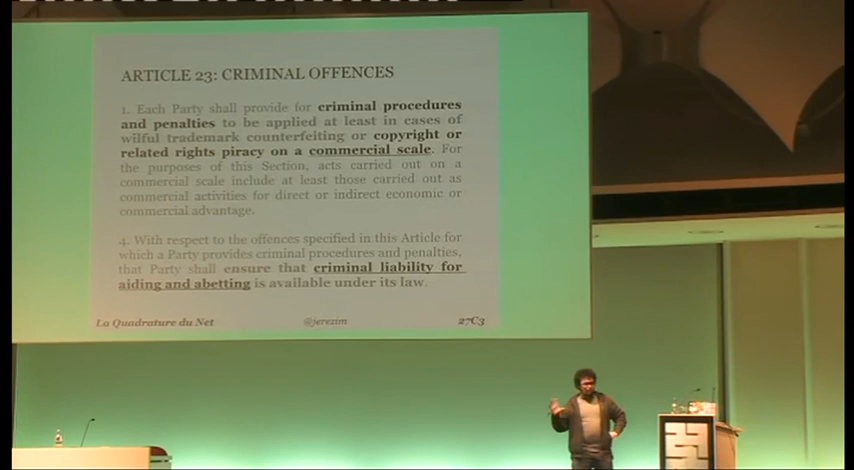 ARTICLE 23: CRIMINAL OFFENCES
1. Each Party shall provide for criminal procedures
and penalties to be applied at least in cases of
wilful trademark counterfeiting or copyright or
related rights piracy on a commercial scale. For
the purposes of this Section, acts carried out on a
commercial scale include at least those carried out as
commercial activities for direct or indirect economic or
commercial advantage.
4. With respect to the offences specified in this Article for
which a Party provides criminal procedures and penalties,
that Party shall ensure that criminal liability for
aiding and abetting is available under its law.
La Quadrature du Net @jerezim 27C3